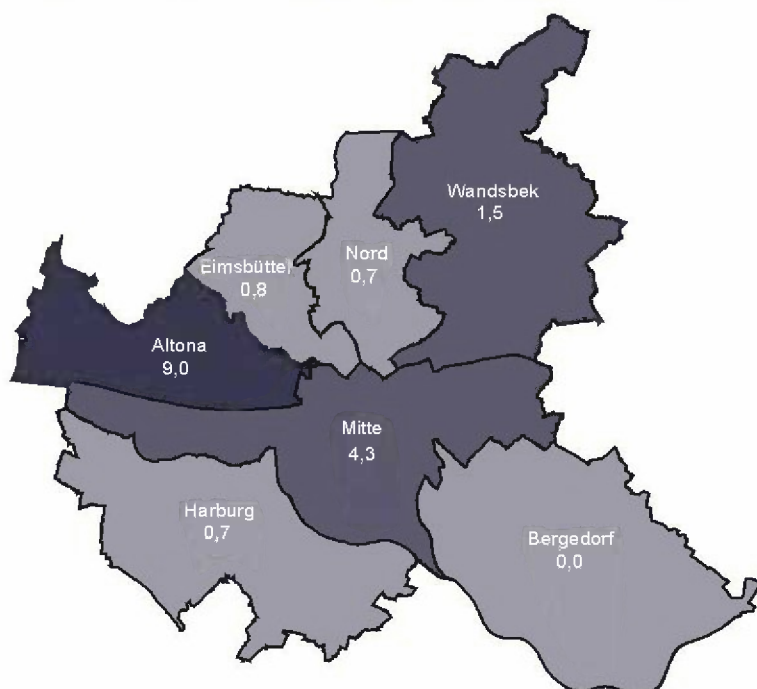 Wandsbek
1,5
Nord
0,7
Eimsbüttel
0,8
Altona
9,0
Mitte
4,3
Harburg
0,7
Bergedorf
0,0